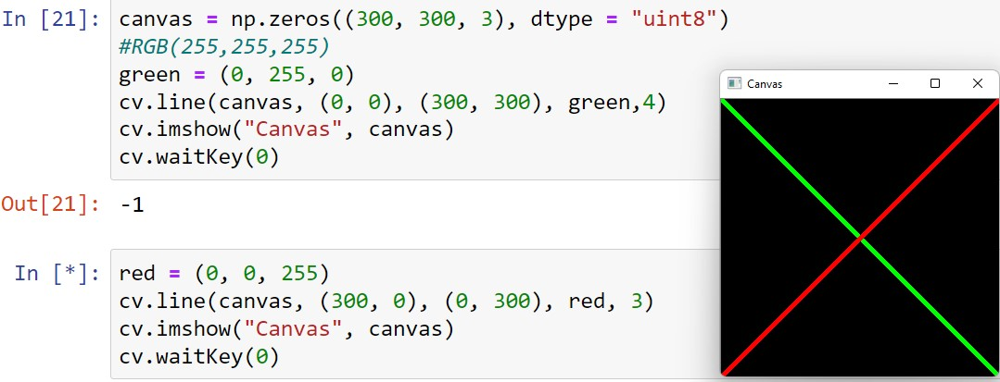 In [21]: canvas = np.zeros((300, 300, 3), dtype = "uint8")
#RGB(255,255,255)
green = (0, 255, 0)
cv.line(canvas, (0, 0), (300, 300), green,4)
cv.imshow("Canvas", canvas)
cv.waitKey(0)
Out[21]: -1
In [*]: red = (0, 0, 255)
cv.line(canvas, (300, 0), (0, 300), red, 3)
cv.imshow("Canvas", canvas)
cv.waitKey(0)
Canvas